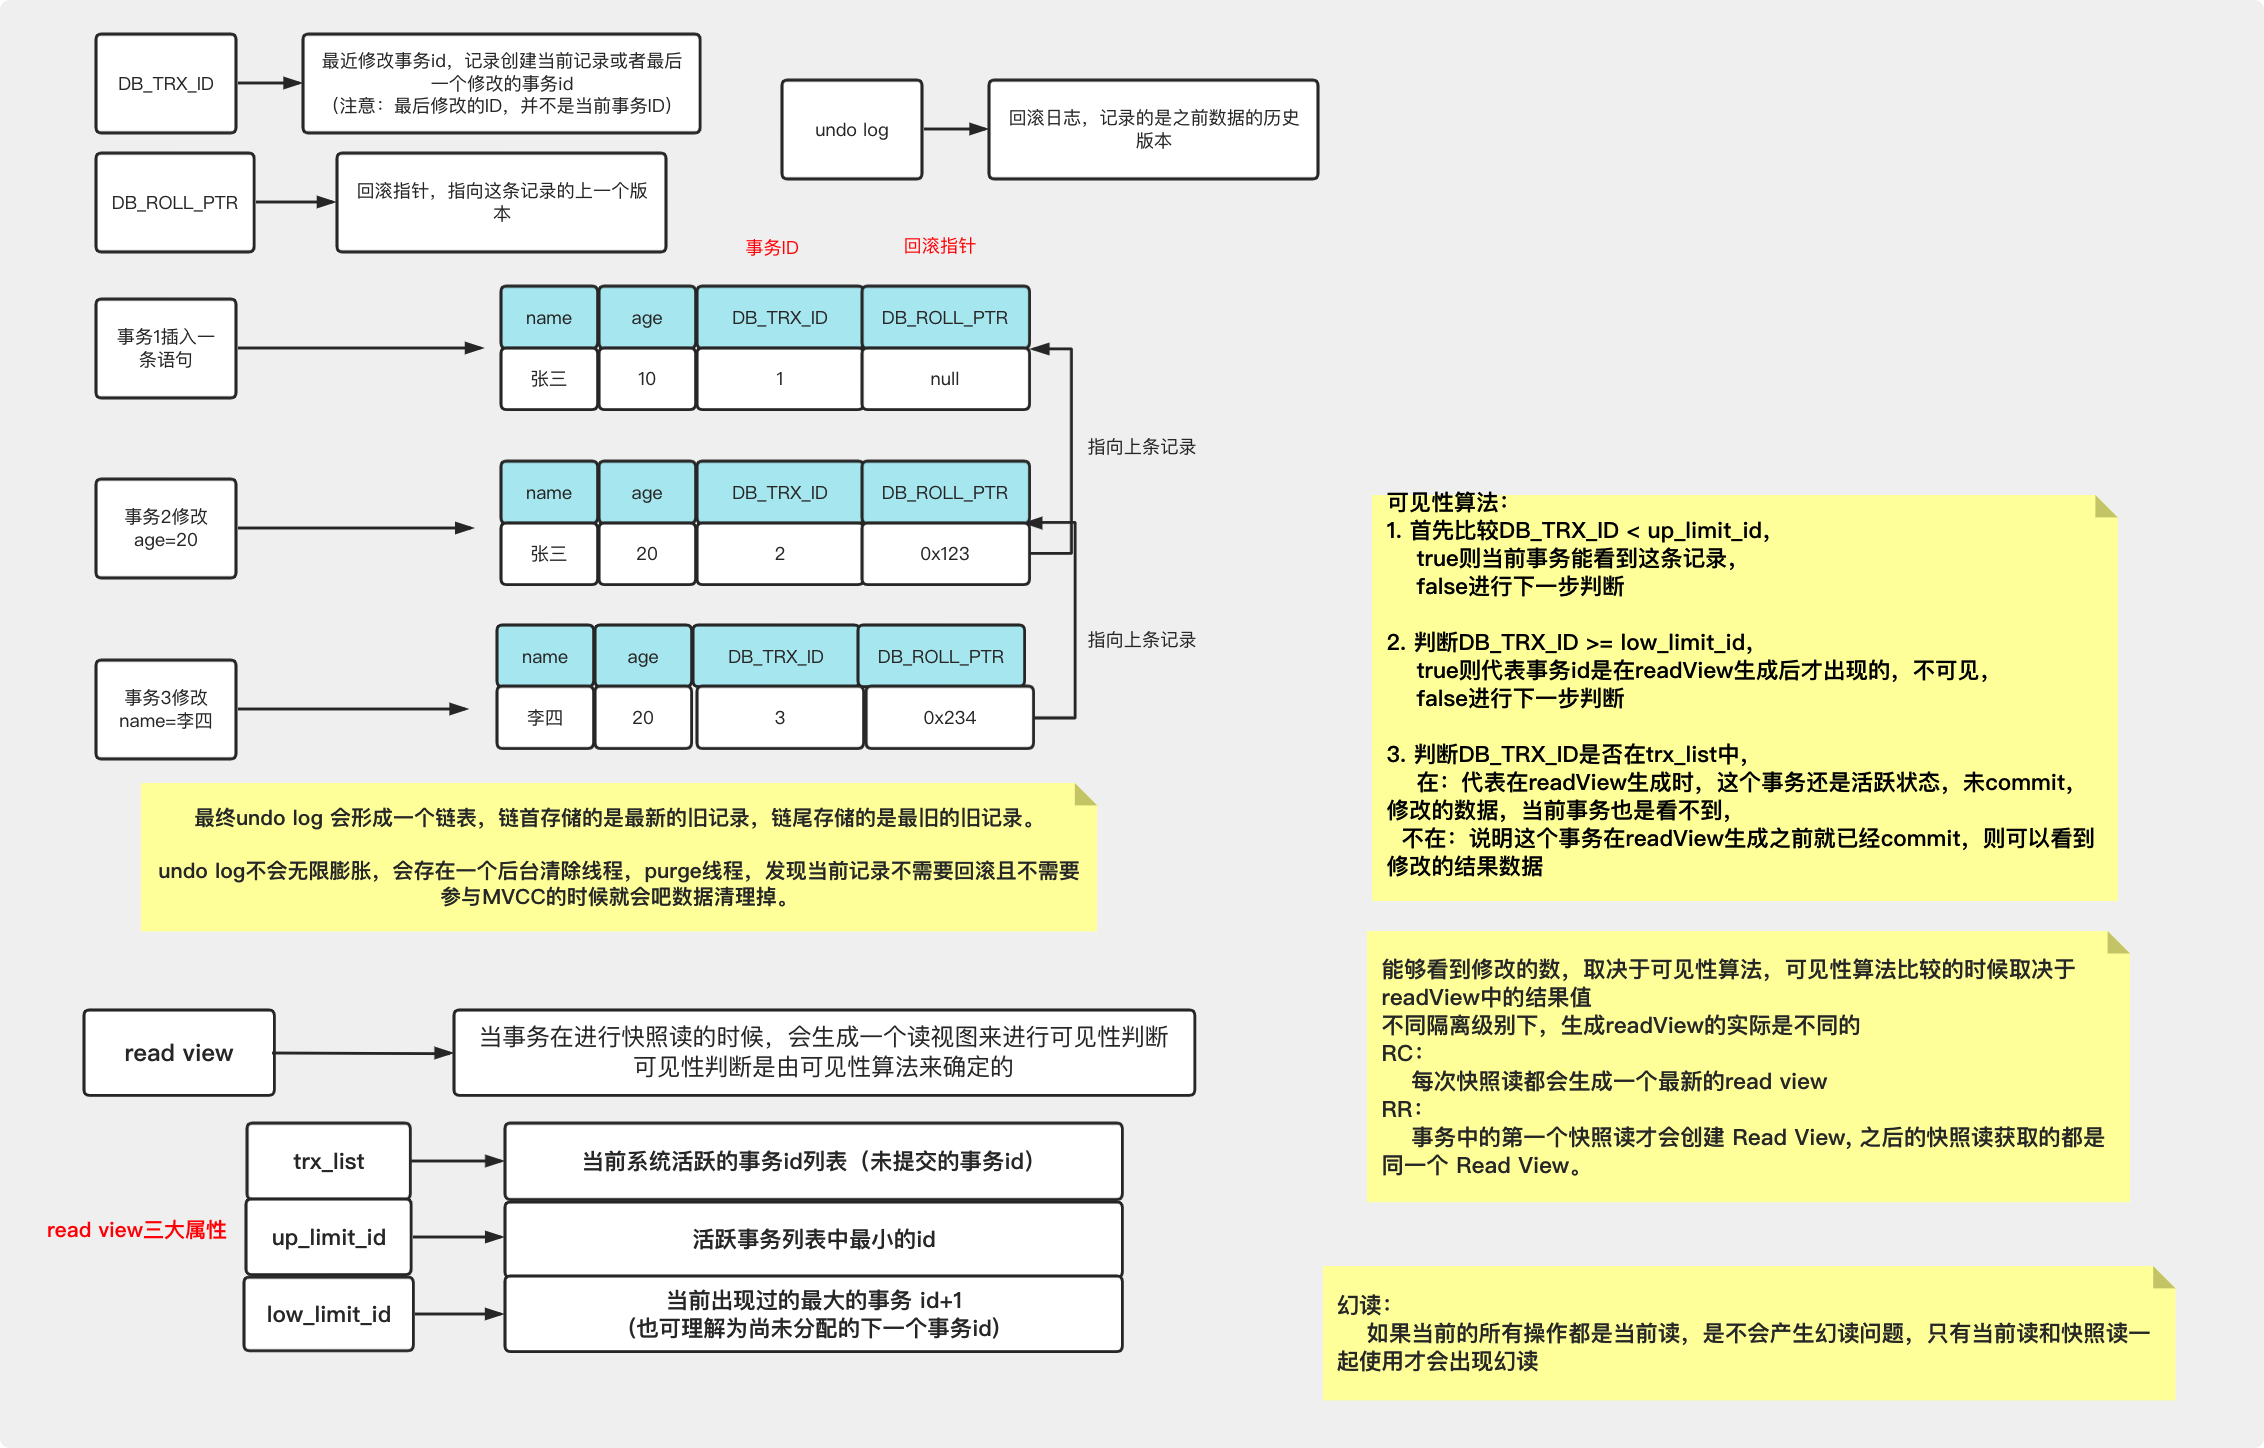 DB_TRX_ID
最近修改事务id，记录创建当前记录或者最后
一个修改的事务id
（注意：最后修改的ID，并不是当前事务ID）
undo log
回滚日志，记录的是之前数据的历史
版本
DB_ROLL_PTR
回滚指针，指向这条记录的上一个版
本
事务ID
回滚指针
事务1插入一
条语句
name
age
DB_TRX_ID
DB_ROLL_PTR
张三
10
1
null
指向上条记录
事务2修改
age=20
name
age
DB_TRX_ID
DB_ROLL_PTR
张三
20
2
0x123
指向上条记录
事务3修改
name=李四
name
age
DB_TRX_ID
DB_ROLL_PTR
李四
20
3
0x234
最终undo log 会形成一个链表，链首存储的是最新的旧记录，链尾存储的是最旧的旧记录。
undo log不会无限膨胀，会存在一个后台清除线程，purge线程，发现当前记录不需要回滚且不需要
参与MVCC的时候就会吧数据清理掉。
可见性算法：
1. 首先比较DB_TRX_ID < up_limit_id，
true则当前事务能看到这条记录，
false进行下一步判断
2. 判断DB_TRX_ID >= low_limit_id，
true则代表事务id是在readView生成后才出现的，不可见，
false进行下一步判断
3. 判断DB_TRX_ID是否在trx_list中，
在：代表在readView生成时，这个事务还是活跃状态，未commit，
修改的数据，当前事务也是看不到，
不在：说明这个事务在readView生成之前就已经commit，则可以看到
修改的结果数据
能够看到修改的数，取决于可见性算法，可见性算法比较的时候取决于
readView中的结果值
不同隔离级别下，生成readView的实际是不同的
RC：
每次快照读都会生成一个最新的read view
RR：
事务中的第一个快照读才会创建 Read View, 之后的快照读获取的都是
同一个 Read View。
read view
当事务在进行快照读的时候，会生成一个读视图来进行可见性判断
可见性判断是由可见性算法来确定的
read view三大属性
trx_list
当前系统活跃的事务id列表（未提交的事务id）
up_limit_id
活跃事务列表中最小的id
low_limit_id
当前出现过的最大的事务 id+1
（也可理解为尚未分配的下一个事务id）
幻读：
如果当前的所有操作都是当前读，是不会产生幻读问题，只有当前读和快照读一
起使用才会出现幻读